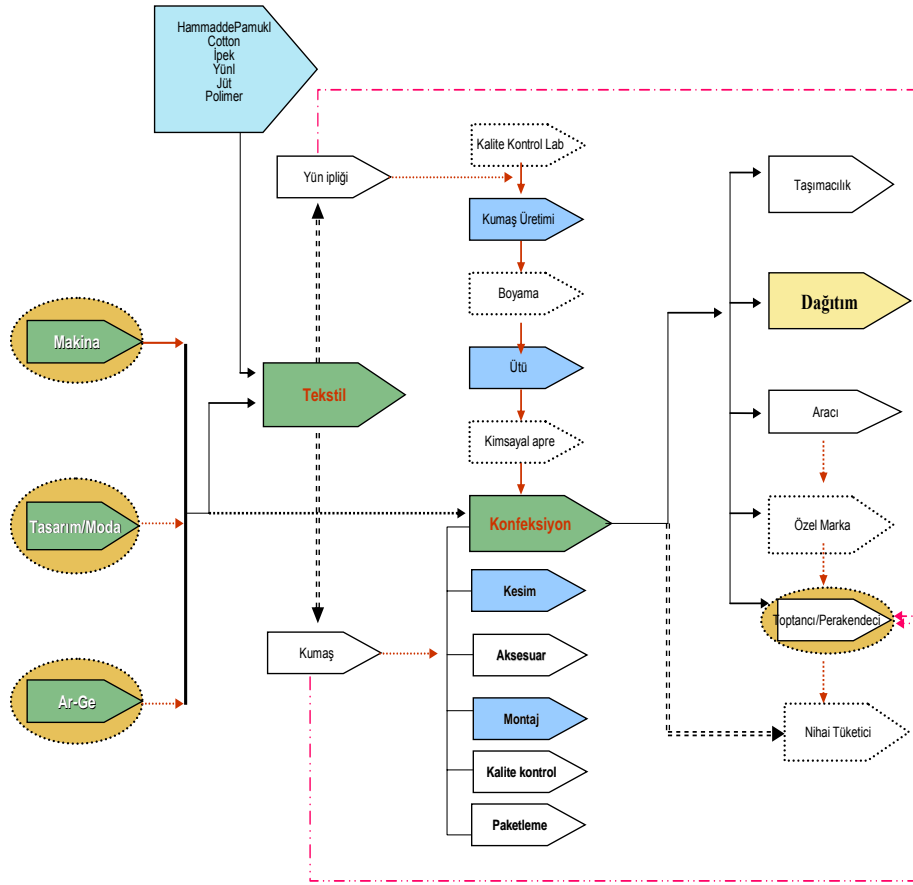 HammaddePamukl
Cotton
İpek
Yünl
Jüt
Polimer
Kalite Kontrol Lab
Yün ipliği
Taşımacılık
Kumaş Üretimi
Boyama
Dağıtım
Makina
Ütü
Tekstil
Aracı
Kimsayal apre
Tasarım/Moda
Konfeksiyon
Özel Marka
Kesim
Toptancı/Perakendeci
Kumaş
Aksesuar
Ar-Ge
Montaj
Nihai Tüketici
Kalite kontrol
Paketleme